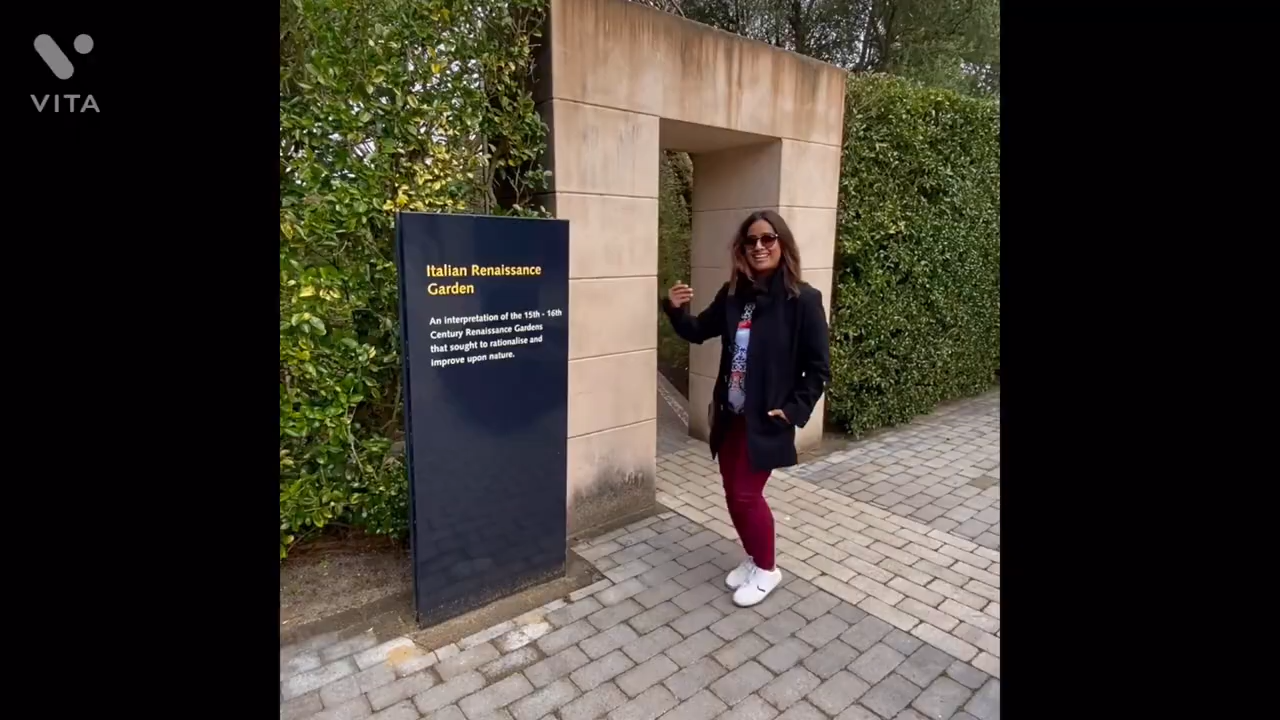 VITA
Italian Renaissance
Garden
An interpretation of the 15th - 16th
Century Renaissance Gardens
that sought to rationalise and
improve upon nature.